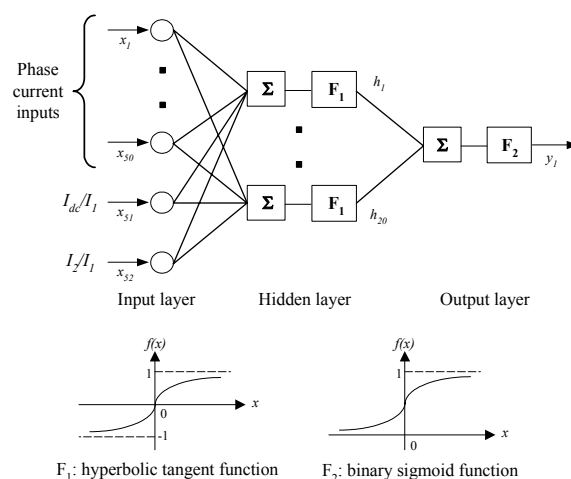 Phase
current
inputs
x1
x50
Idc/I1
x51
I2/I1
x52
Σ
F1
h1
Σ
F1
h20
Σ
F2
y1
Input layer
Hidden layer
Output layer
f(x)
1
0
x
-1
F1: hyperbolic tangent function
f(x)
1
x
0
F2: binary sigmoid function